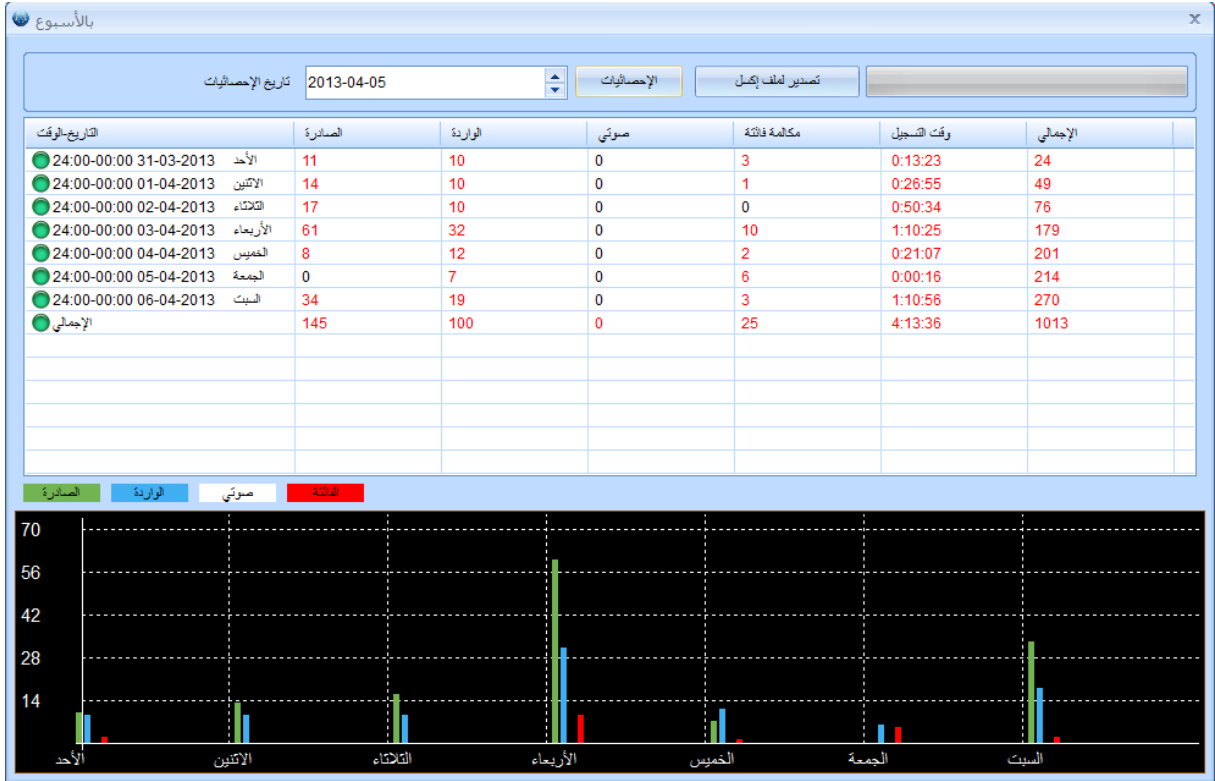 بالأسبوع
تاريخ الإحصائيات 2013-04-05 الإحصائيات تصدير لملف إكسل
التاريخ-الوقت الصادرة الواردة صوتي مكالمة فائتة وقت التسجيل الإجمالي
24:00-00:00 31-03-2013 الأحد 11 10 0 3 0:13:23 24
24:00-00:00 01-04-2013 الاثنين 14 10 0 1 0:26:55 49
24:00-00:00 02-04-2013 الثلاثاء 17 10 0 0 0:50:34 76
24:00-00:00 03-04-2013 الأربعاء 61 32 0 10 1:10:25 179
24:00-00:00 04-04-2013 الخميس 8 12 0 2 0:21:07 201
24:00-00:00 05-04-2013 الجمعة 0 7 0 6 0:00:16 214
24:00-00:00 06-04-2013 السبت 34 19 0 3 1:10:56 270
الإجمالي 145 100 0 25 4:13:36 1013
الصادرة الواردة صوتي الفائتة
70
56
42
28
14
الأحد الاثنين الثلاثاء الأربعاء الخميس الجمعة السبت